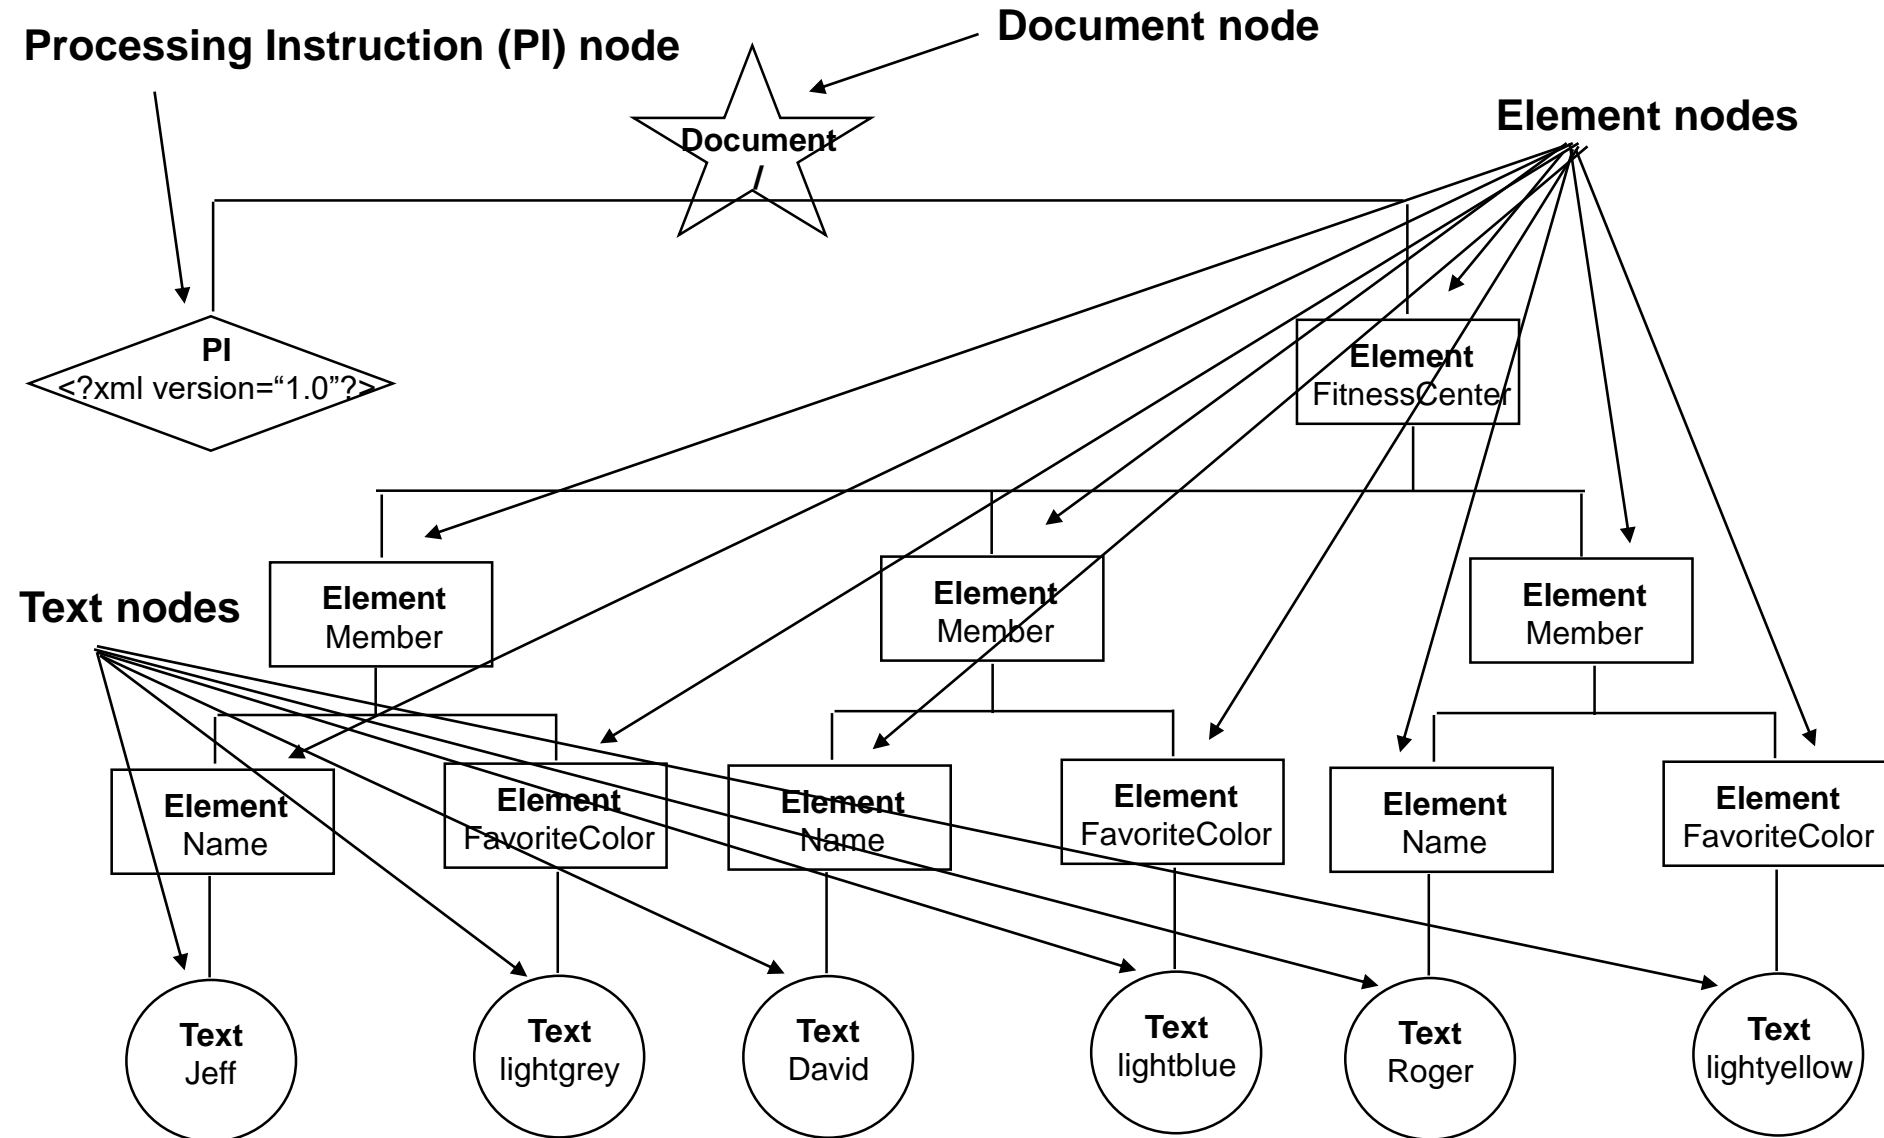 Processing Instruction (PI) node
Document node
Element nodes
Document
/
PI
<?xml version=“1.0”?>
Element
FitnessCenter
Text nodes
Element
Member
Element
Member
Element
Member
Element
Name
Element
FavoriteColor
Element
Name
Element
FavoriteColor
Element
Name
Element
FavoriteColor
Text
Jeff
Text
lightgrey
Text
David
Text
lightblue
Text
Roger
Text
lightyellow